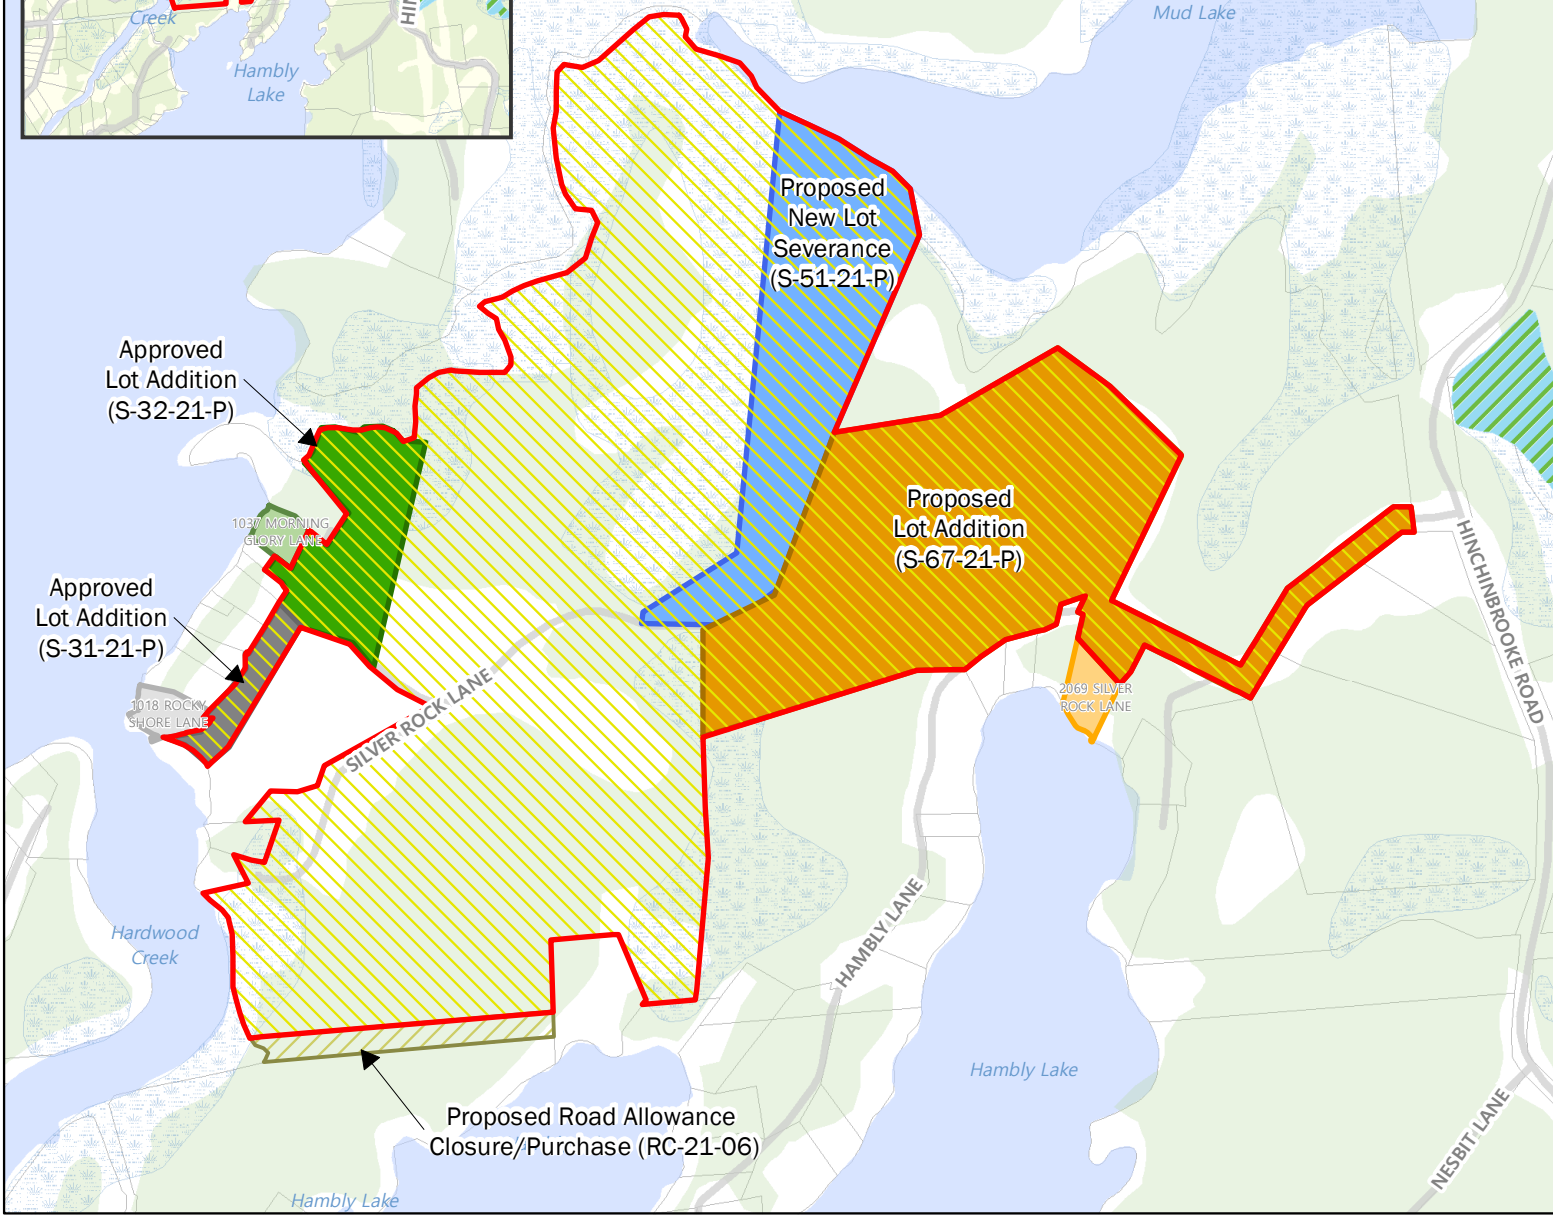 Creek
Hambly
Lake
Mud Lake
Proposed
New Lot
Severance
(S-51-21-P)
Approved
Lot Addition
(S-32-21-P)
Proposed
Lot Addition
(S-67-21-P)
1037 MORNING
GLORY LANE
HINCHINBROOKE ROAD
Approved
Lot Addition
(S-31-21-P)
SILVER ROCK LANE
1018 ROCKY
SHORE LANE
2069 SILVER
ROCK LANE
Hardwood
Creek
HAMBLY LANE
Hambly Lake
Proposed Road Allowance
Closure/Purchase (RC-21-06)
NESBIT LANE
Hambly Lake